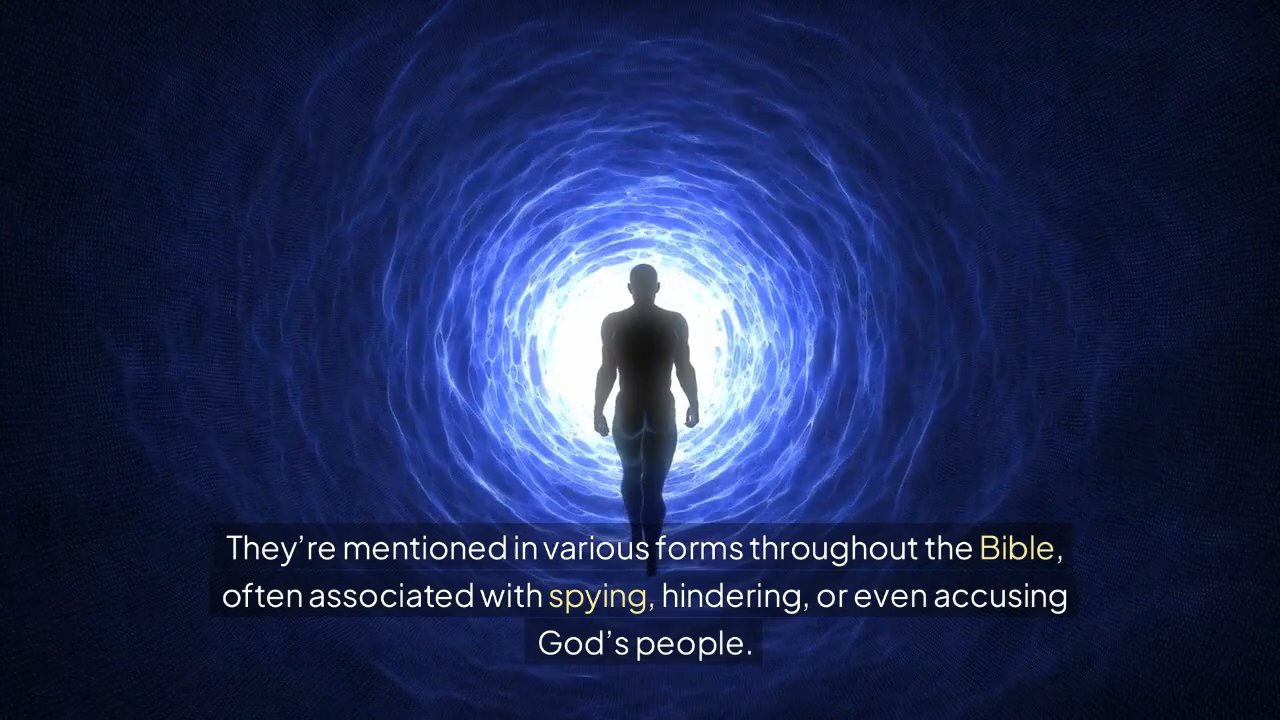 They’re mentioned in various forms throughout the Bible,
often associated with spying, hindering, or even accusing
God’s people.